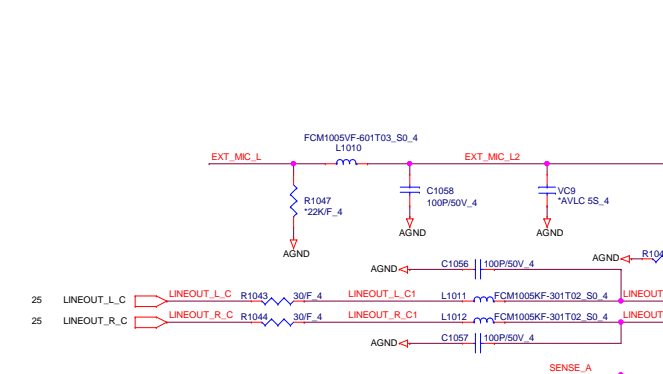 FCM1005VF-601T03_S0_4
L1010
EXT_MIC_L
EXT_MIC_L2
R1047
*22K/F_4
C1058
100P/50V_4
VC9
*AVLC 5S_4
AGND
AGND
AGND
AGND
C1056
100P/50V_4
AGND
R104
25
LINEOUT_L_C
LINEOUT_L_C
R1043
30/F_4
LINEOUT_L_C1
L1011
FCM1005KF-301T02_S0_4
LINEOUT
25
LINEOUT_R_C
LINEOUT_R_C
R1044
30/F_4
LINEOUT_R_C1
L1012
FCM1005KF-301T02_S0_4
LINEOUT
AGND
C1057
100P/50V_4
SENSE_A